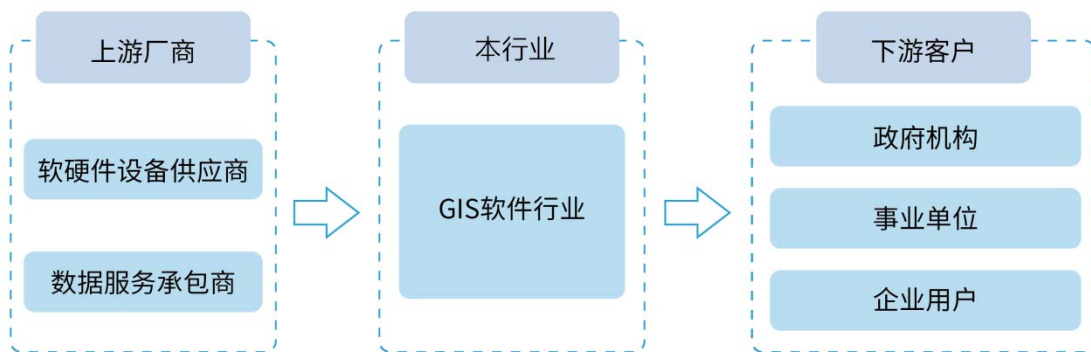 上游厂商
软硬件设备供应商
数据服务承包商
本行业
GIS软件行业
下游客户
政府机构
事业单位
企业用户